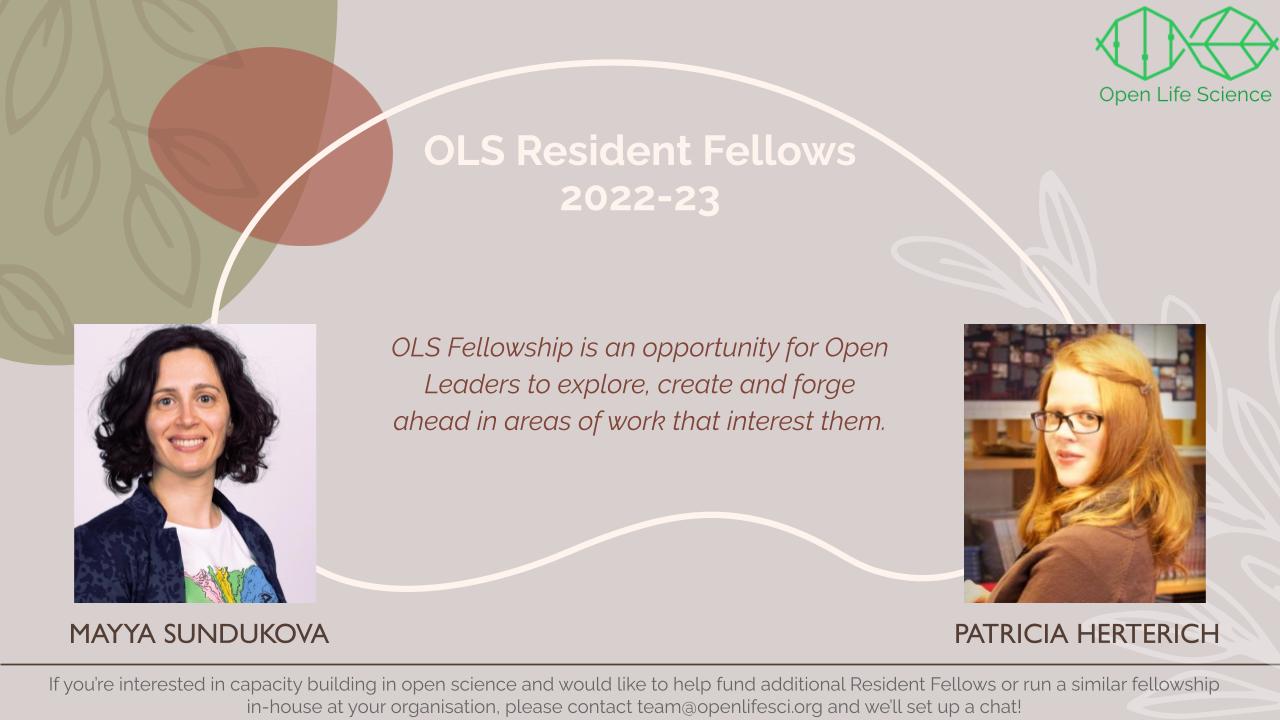 Open Life Science
OLS Resident Fellows
2022-23
OLS Fellowship is an opportunity for Open
Leaders to explore, create and forge
ahead in areas of work that interest them.
MAYYA SUNDUKOVA
PATRICIA HERTERICH
If you're interested in capacity building in open science and would like to help fund additional Resident Fellows or run a similar fellowship
in-house at your organisation, please contact team@openlifesci.org and we'll set up a chat!